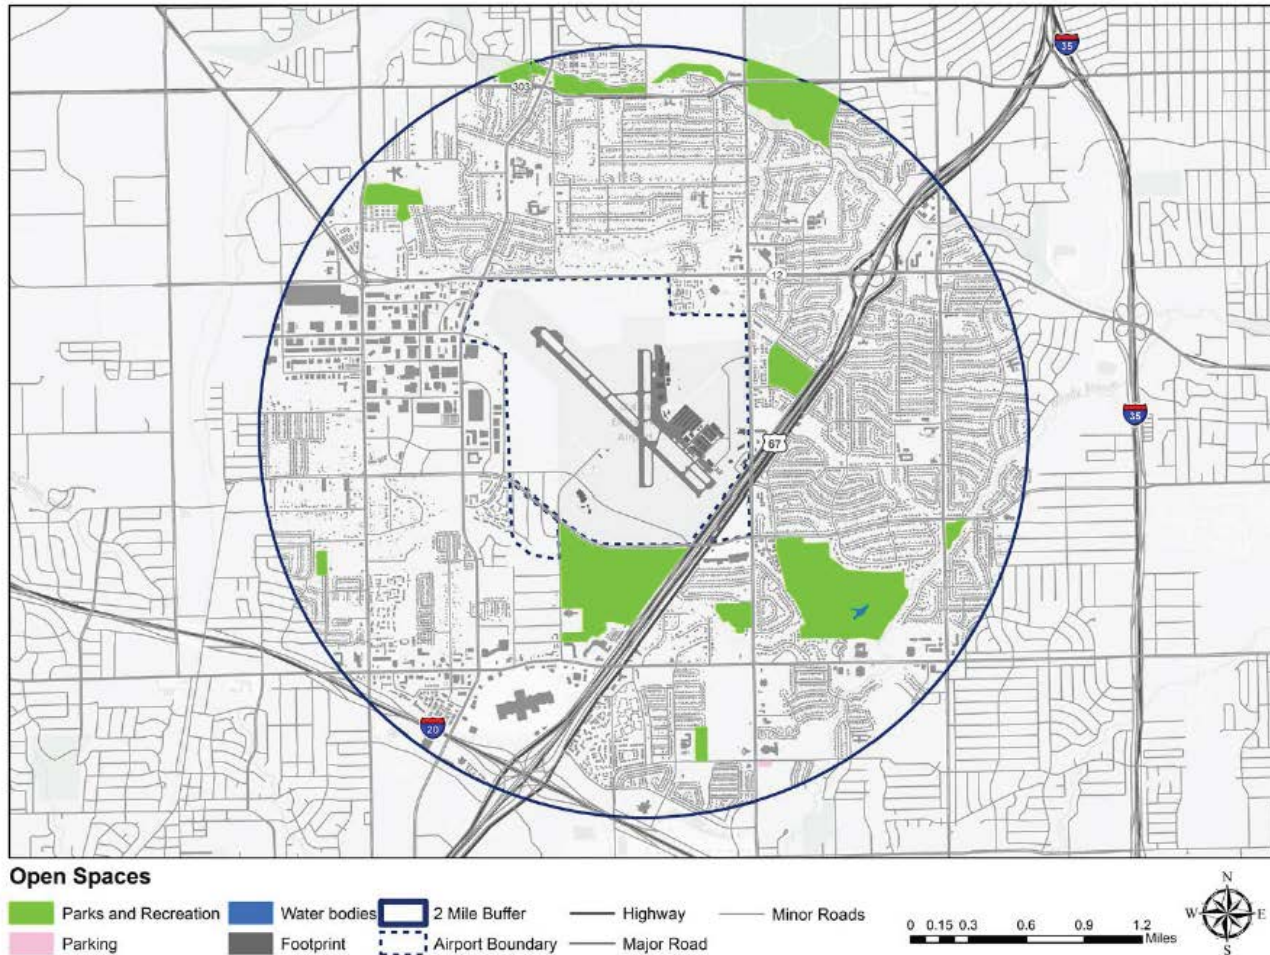 35
303
12
35
67
20
Open Spaces
Parks and Recreation
Water bodies
2 Mile Buffer
Highway
Minor Roads
Parking
Footprint
Airport Boundary
Major Road
0 0.15 0.3 0.6 0.9 1.2
Miles
N
W E
S